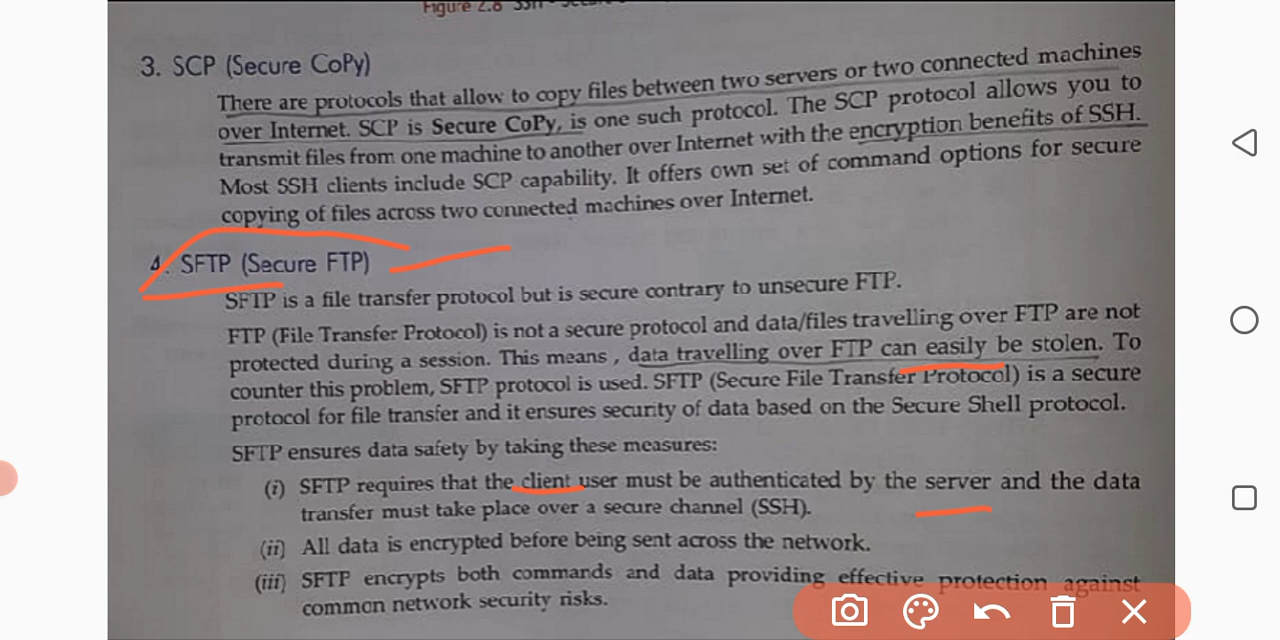 Figure 2.8 SSH
3. SCP (Secure CoPy)
There are protocols that allow to copy files between two servers or two connected machines
over Internet. SCP is Secure CoPy, is one such protocol. The SCP protocol allows you to
transmit files from one machine to another over Internet with the encryption benefits of SSH.
Most SSH clients include SCP capability. It offers own set of command options for secure
copying of files across two connected machines over Internet.
4. SFTP (Secure FTP)
SFTP is a file transfer protocol but is secure contrary to unsecure FTP.
FTP (File Transfer Protocol) is not a secure protocol and data/files travelling over FTP are not
protected during a session. This means , data travelling over FTP can easily be stolen. To
counter this problem, SFTP protocol is used. SFTP (Secure File Transfer Protocol) is a secure
protocol for file transfer and it ensures security of data based on the Secure Shell protocol.
SFTP ensures data safety by taking these measures:
(i) SFTP requires that the client user must be authenticated by the server and the data
transfer must take place over a secure channel (SSH).
(ii) All data is encrypted before being sent across the network.
(iii) SFTP encrypts both commands and data providing effective protection against
common network security risks.